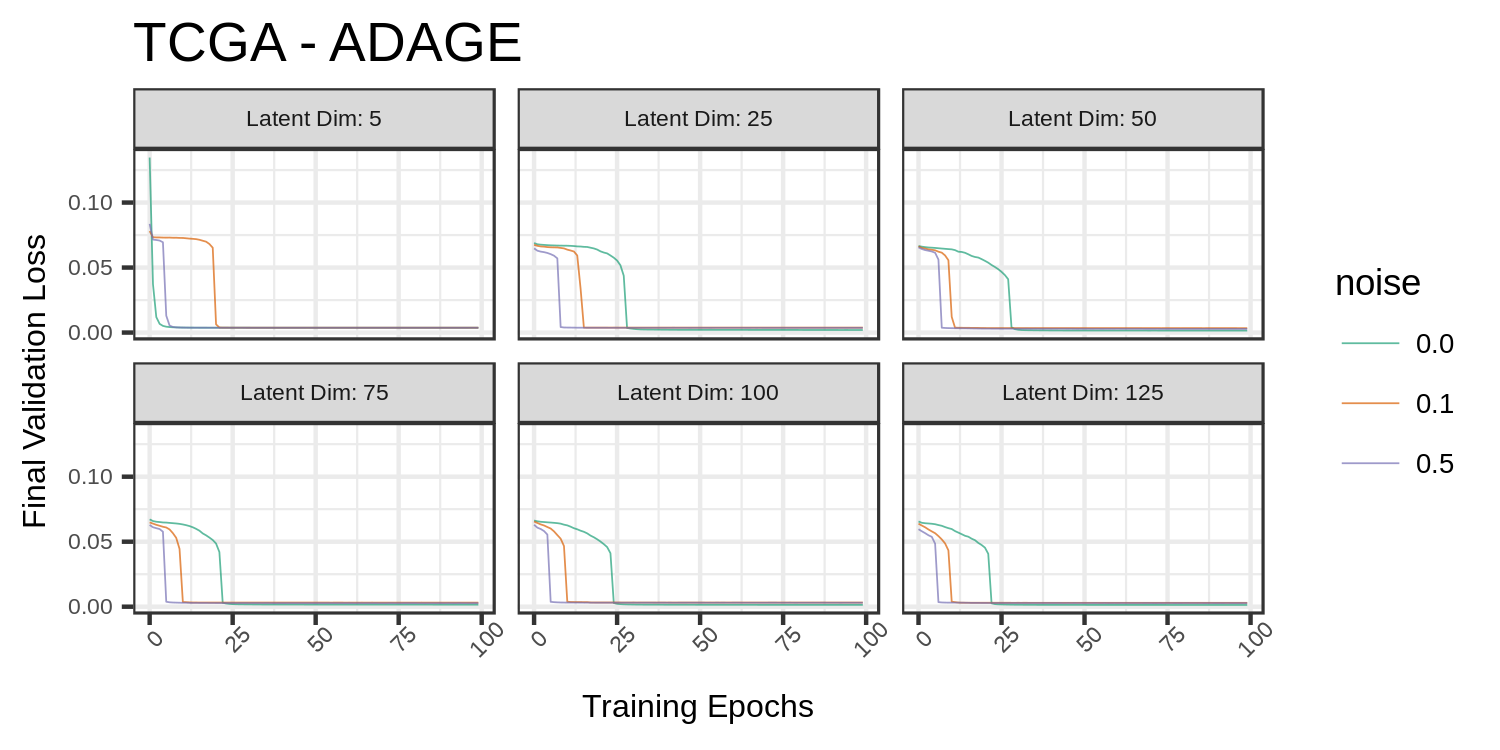 TCGA - ADAGE
Latent Dim: 5
Latent Dim: 25
Latent Dim: 50
0.10
0.05
0.00
Latent Dim: 75
Latent Dim: 100
Latent Dim: 125
0.10
0.05
0.00
0 25 50 75 100
0 25 50 75 100
0 25 50 75 100
Final Validation Loss
Training Epochs
noise
0.0
0.1
0.5